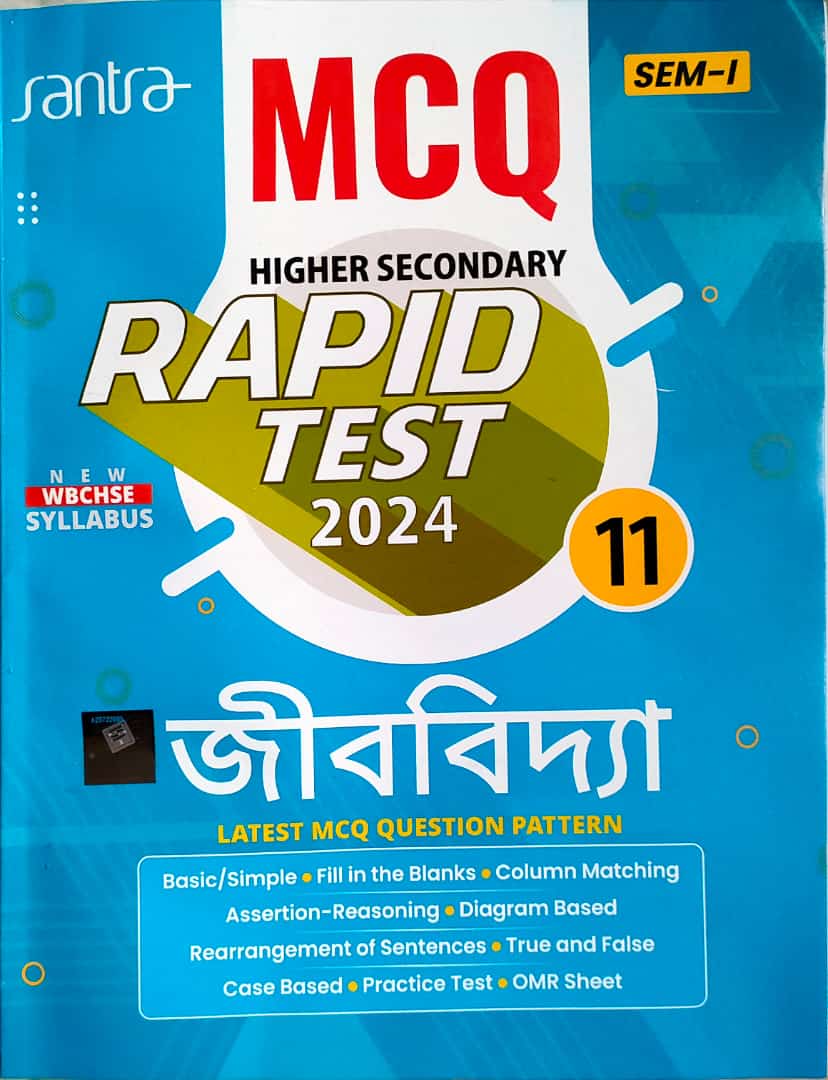 santra
MCQ
SEM-I
HIGHER SECONDARY
RAPID
TEST
2024
NEW
WBCHSE
SYLLABUS
11
জীববিদ্যা
LATEST MCQ QUESTION PATTERN
Basic/Simple • Fill in the Blanks • Column Matching
Assertion-Reasoning • Diagram Based
Rearrangement of Sentences • True and False
Case Based • Practice Test • OMR Sheet